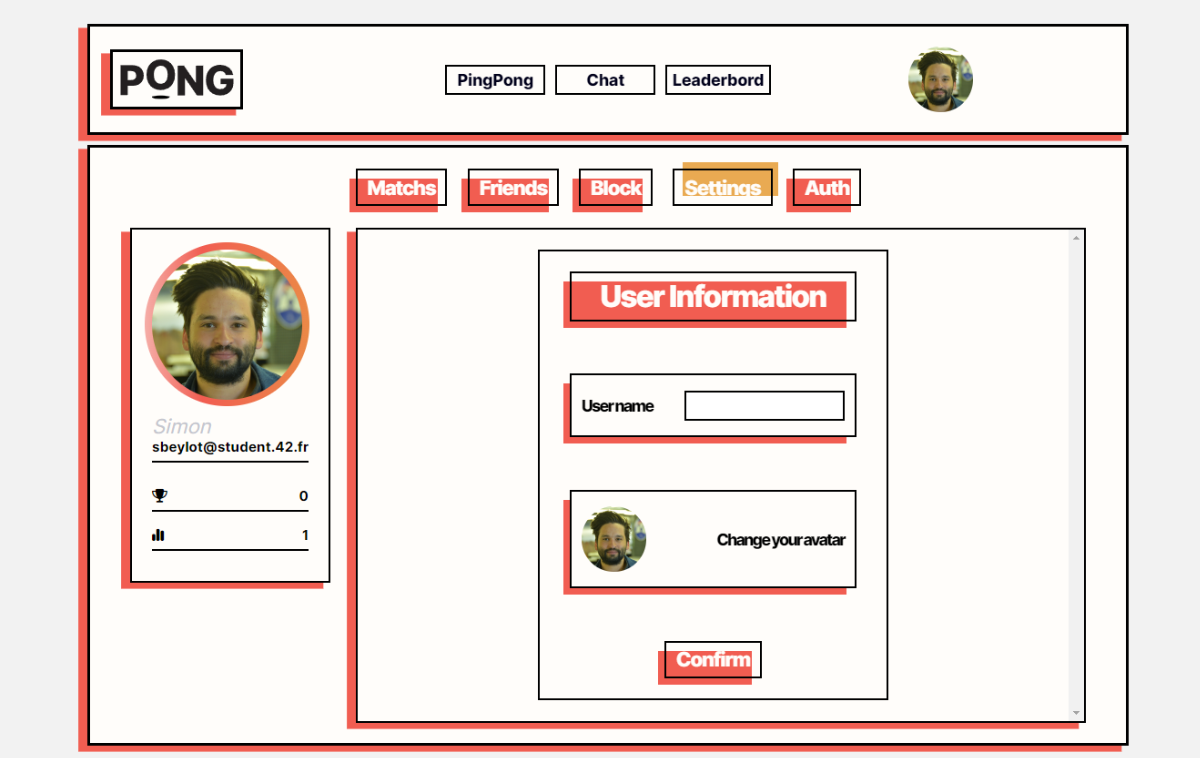 PONG
PingPong
Chat
Leaderbord
Matchs
Friends
Block
Settings
Auth
Simon
sbeylot@student.42.fr
0
1
User Information
Username
Change your avatar
Confirm